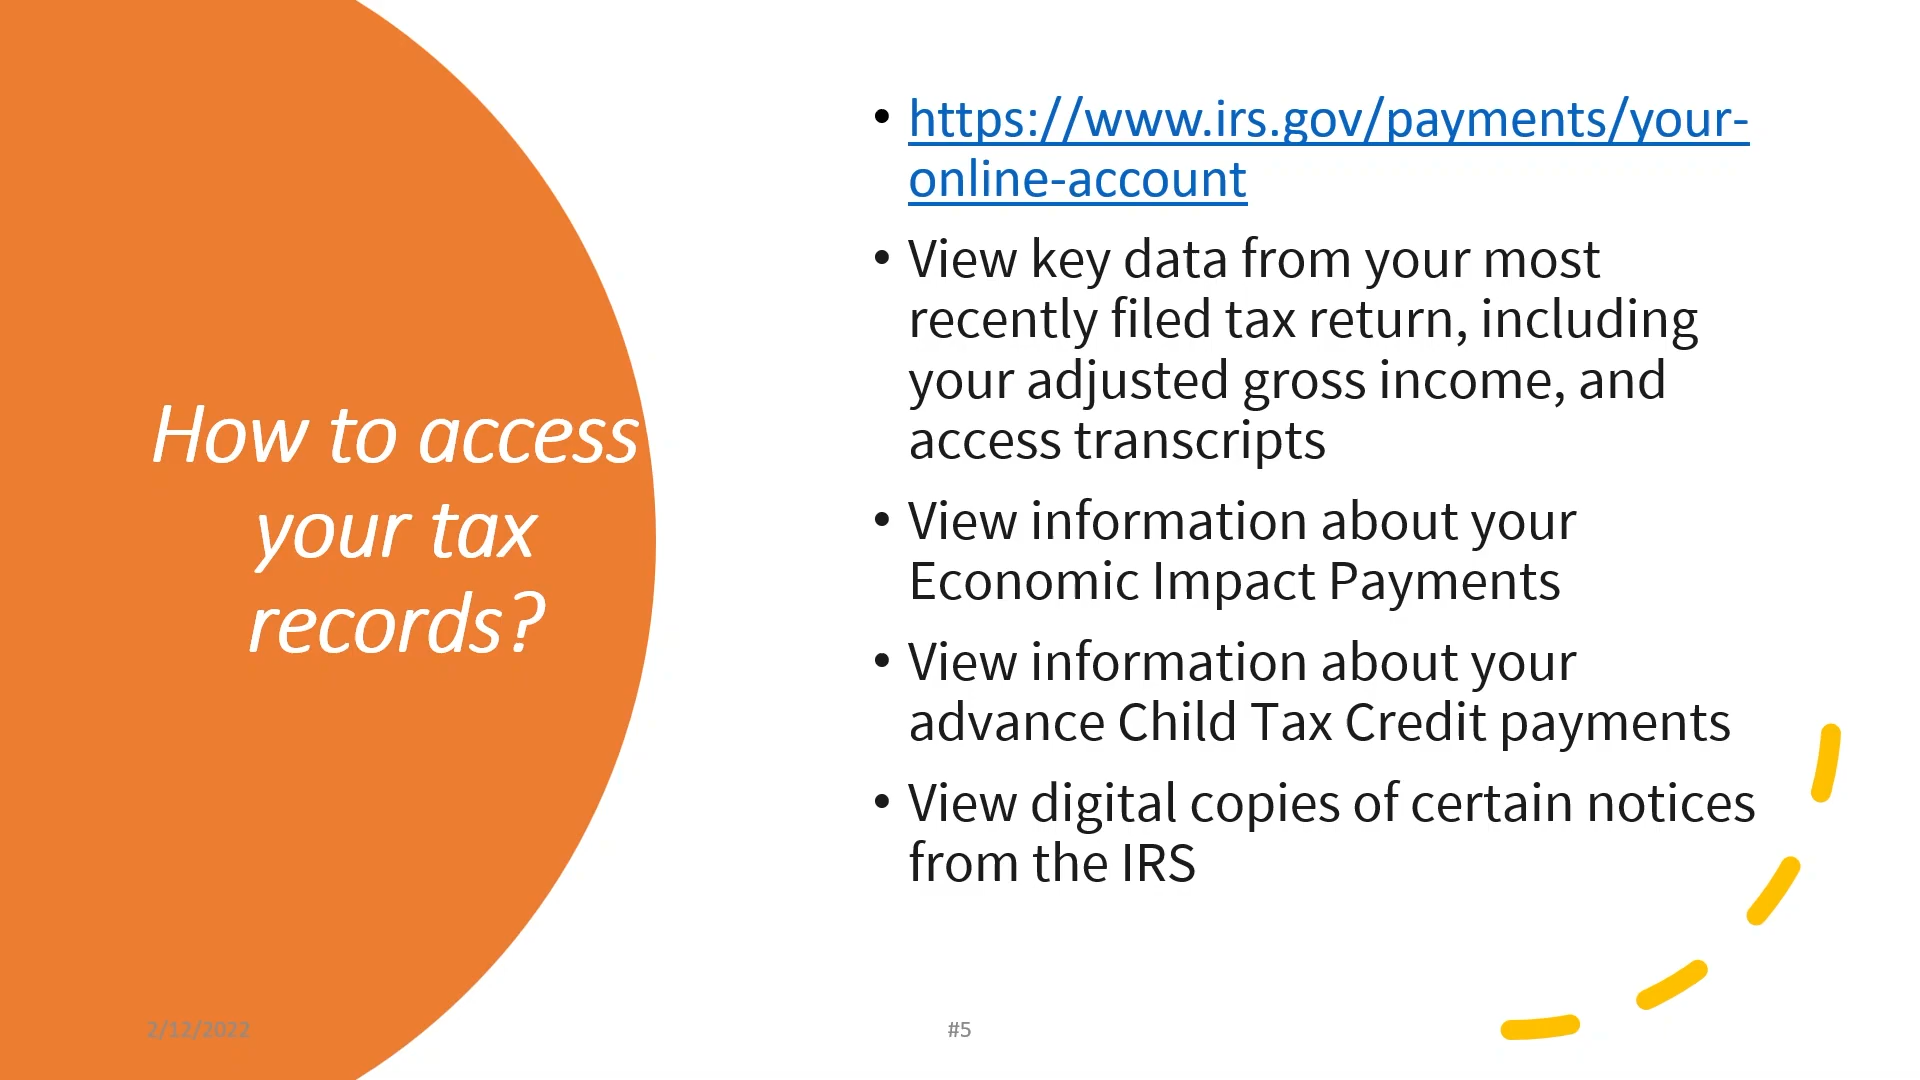 How to access
your tax
records?
• https://www.irs.gov/payments/your-
online-account
• View key data from your most
recently filed tax return, including
your adjusted gross income, and
access transcripts
• View information about your
Economic Impact Payments
• View information about your
advance Child Tax Credit payments
• View digital copies of certain notices
from the IRS
2/12/2022
#5